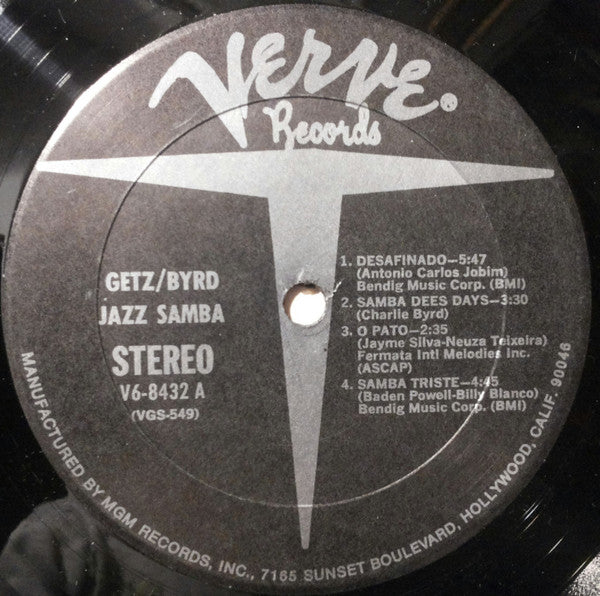 Verve®
Records
GETZ/BYRD
JAZZ SAMBA
STEREO
V6-8432 A
(VGS-549)
1. DESAFINADO—5:47
(Antonio Carlos Jobim)
Bendig Music Corp. (BMI)
2. SAMBA DEES DAYS—3:30
(Charlie Byrd)
3. O PATO—2:35
(Jayme Silva-Neuza Teixeira)
Fermata Intl Melodies Inc.
(ASCAP)
4. SAMBA TRISTE—4:45
(Baden Powell-Billy Blanco)
Bendig Music Corp. (BMI)
MANUFACTURED BY MGM RECORDS, INC., 7165 SUNSET BOULEVARD, HOLLYWOOD, CALIF. 90046